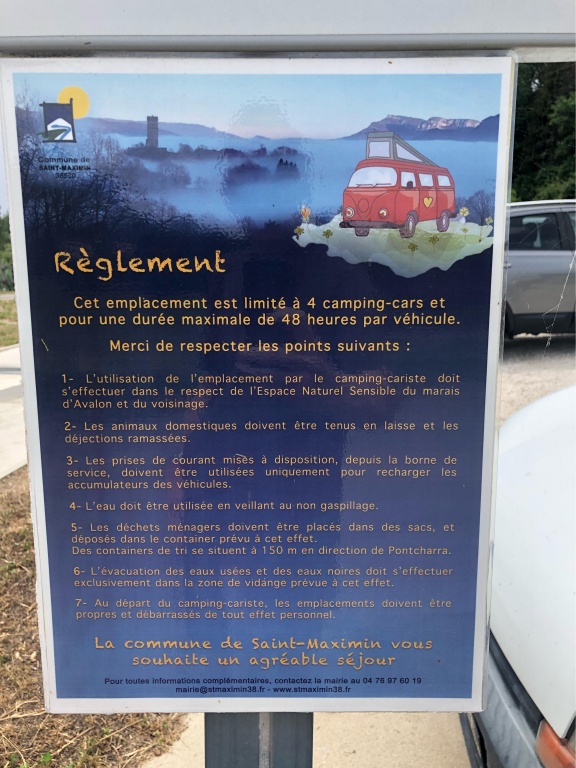 Commune de
SAINT-MAXIMIN
38530
Règlement
Cet emplacement est limité à 4 camping-cars et
pour une durée maximale de 48 heures par véhicule.
Merci de respecter les points suivants :
1- L'utilisation de l'emplacement par le camping-cariste doit
s'effectuer dans le respect de l'Espace Naturel Sensible du marais
d'Avalon et du voisinage.
2- Les animaux domestiques doivent être tenus en laisse et les
déjections ramassées.
3- Les prises de courant mises à disposition, depuis la borne de
service, doivent être utilisées uniquement pour recharger les
accumulateurs des véhicules.
4- L'eau doit être utilisée en veillant au non gaspillage.
5- Les déchets ménagers doivent être placés dans des sacs, et
déposés dans le container prévu à cet effet.
Des containers de tri se situent à 150 m en direction de Pontcharra.
6- L'évacuation des eaux usées et des eaux noires doit s'effectuer
exclusivement dans la zone de vidange prévue à cet effet.
7- Au départ du camping-cariste, les emplacements doivent être
propres et débarrassés de tout effet personnel.
La commune de Saint-Maximin vous
souhaite un agréable séjour
Pour toutes informations complémentaires, contactez la mairie au 04 76 97 60 19
mairie@stmaximin38.fr - www.stmaximin38.fr